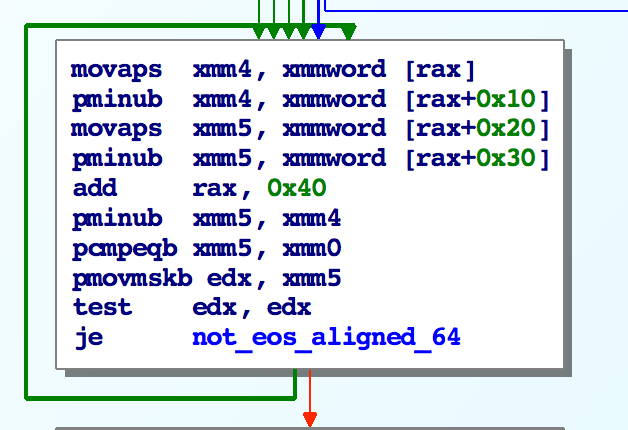 movaps xmm4, xmmword [rax]
pminub xmm4, xmmword [rax+0x10]
movaps xmm5, xmmword [rax+0x20]
pminub xmm5, xmmword [rax+0x30]
add rax, 0x40
pminub xmm5, xmm4
pcmpeqb xmm5, xmm0
pmovmskb edx, xmm5
test edx, edx
je not_eos_aligned_64